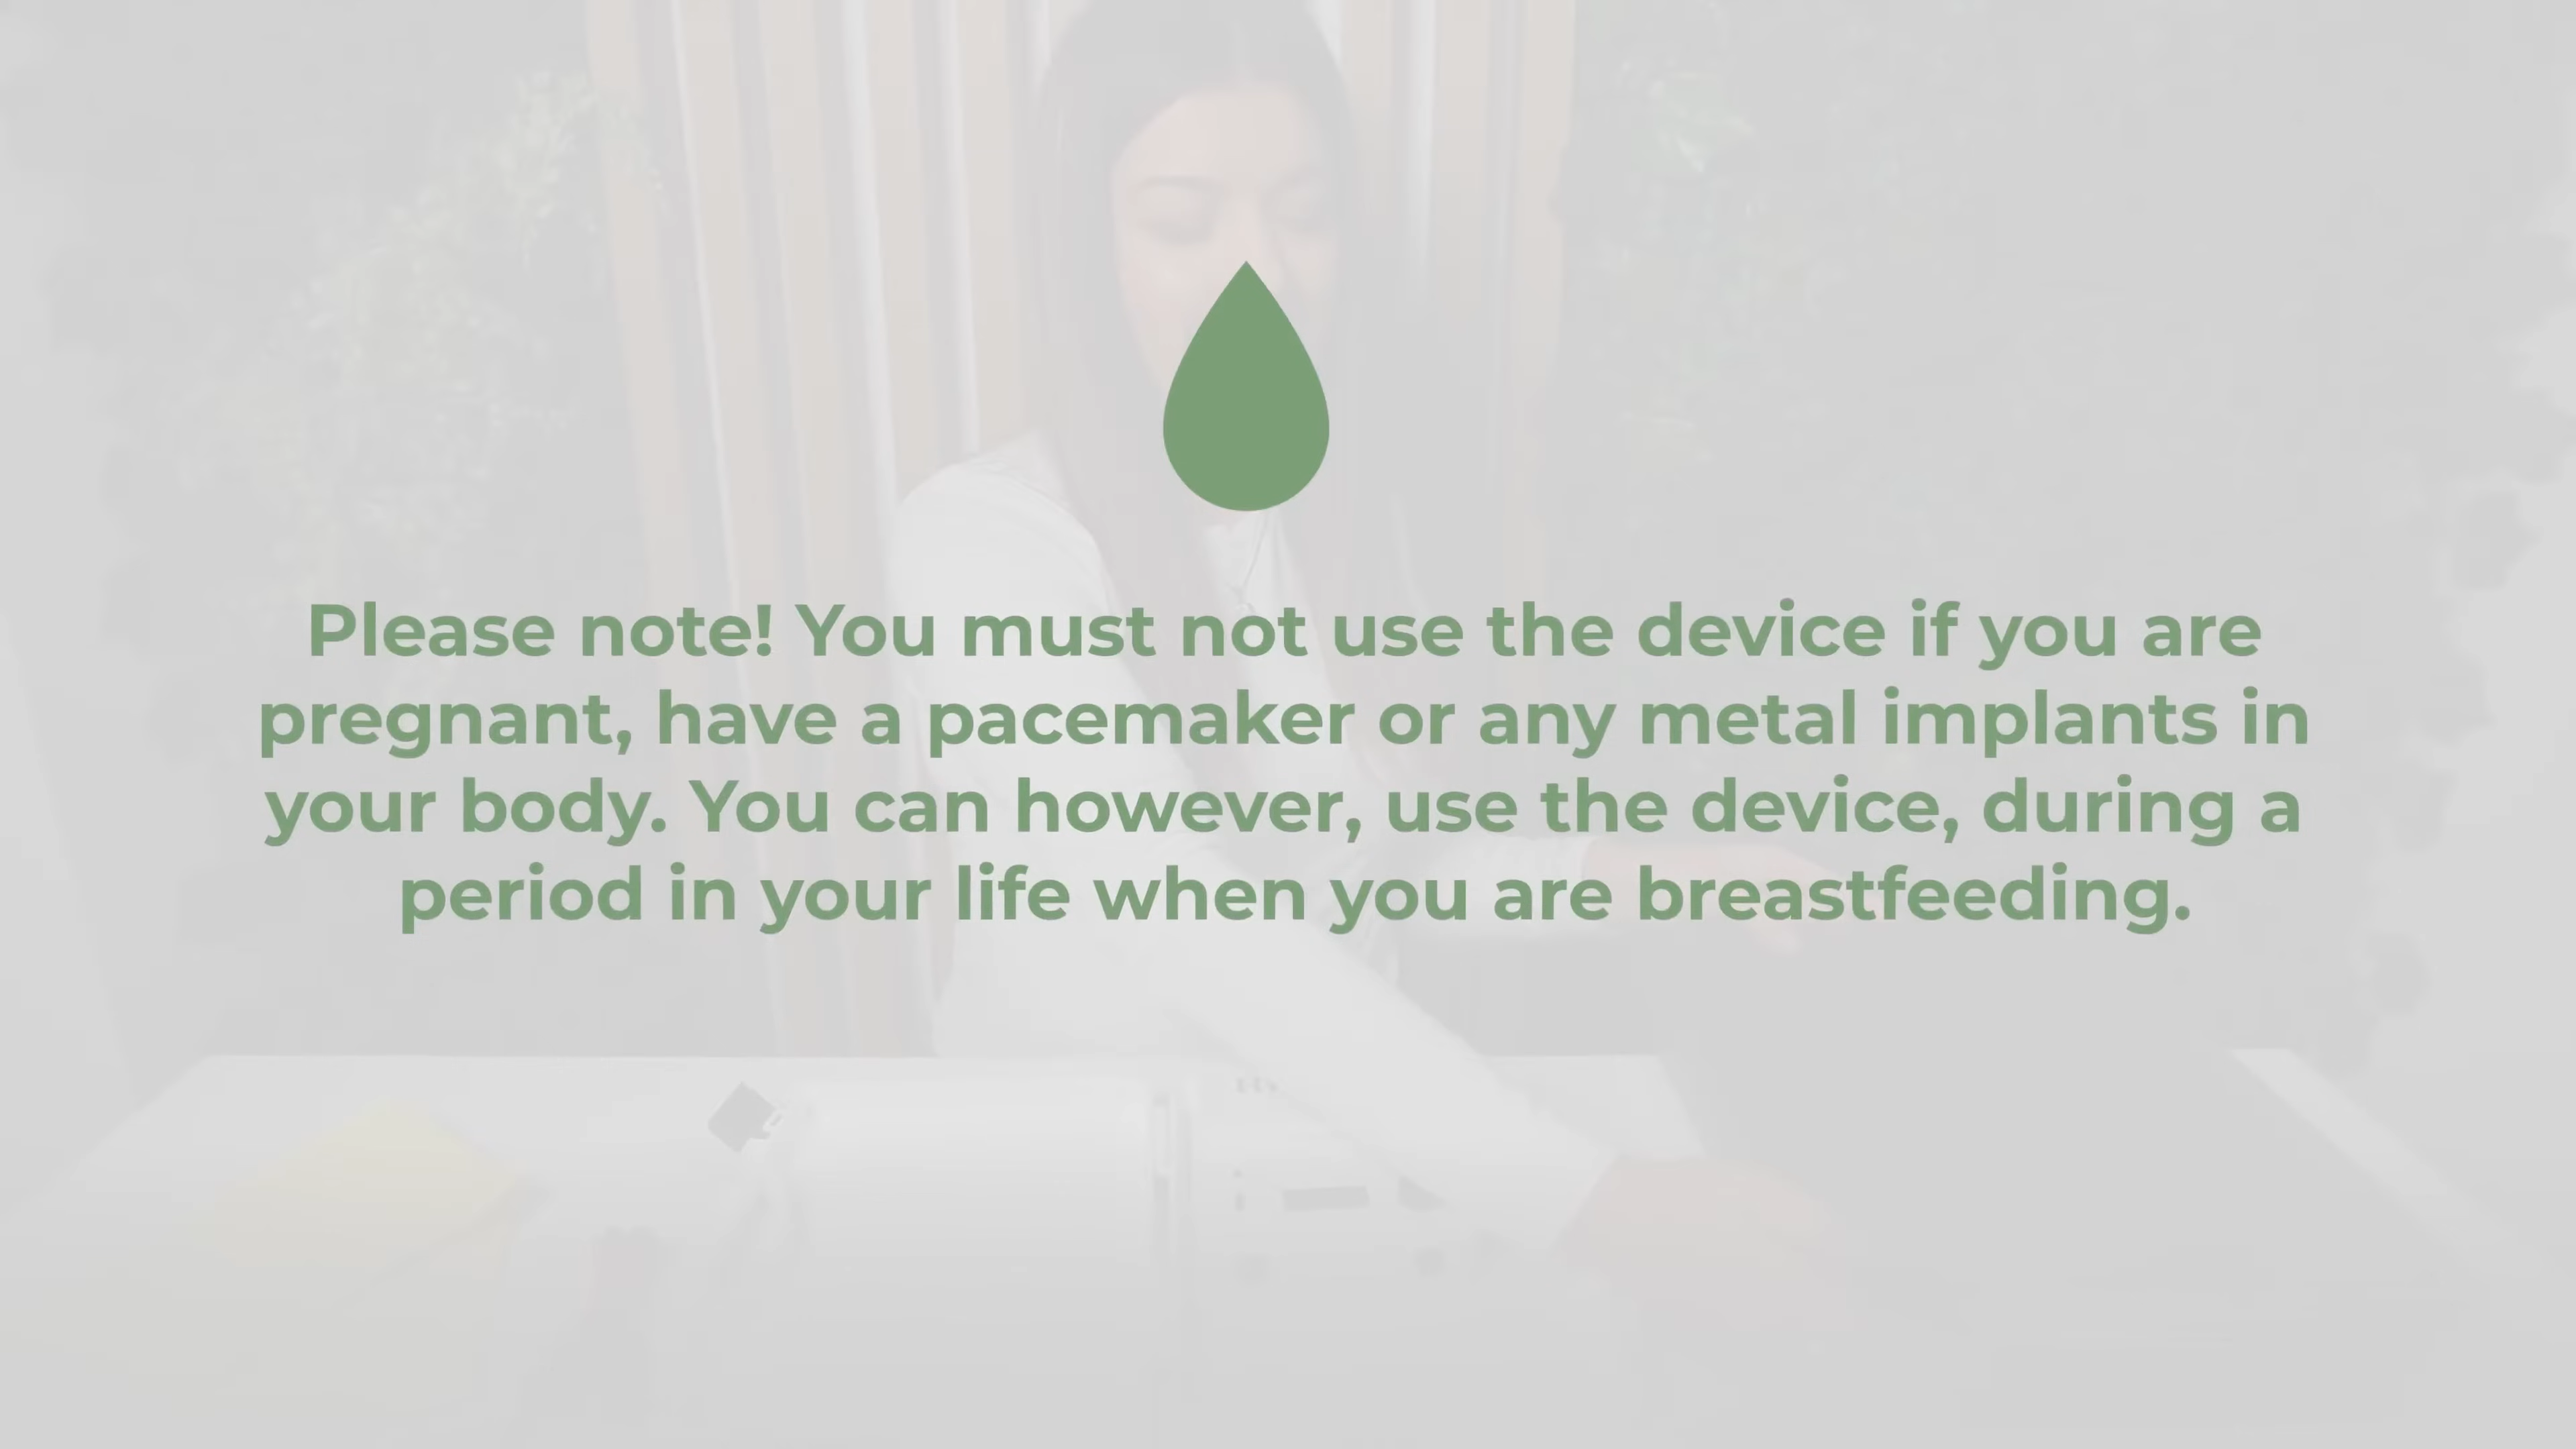 Please note! You must not use the device if you are
pregnant, have a pacemaker or any metal implants in
your body. You can however, use the device, during a
period in your life when you are breastfeeding.